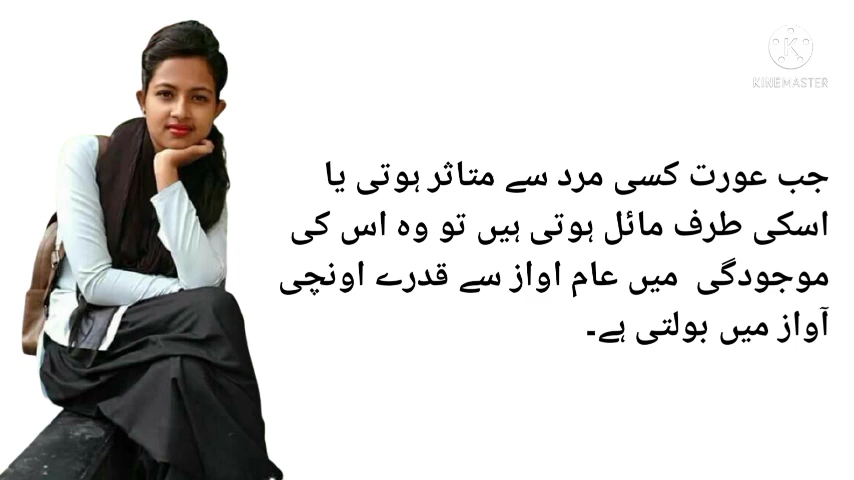 KINEMASTER
جب عورت کسی مرد سے متاثر ہوتی یا
اسکی طرف مائل ہوتی ہیں تو وہ اس کی
موجودگی میں عام اواز سے قدرے اونچی
آواز میں بولتی ہے۔